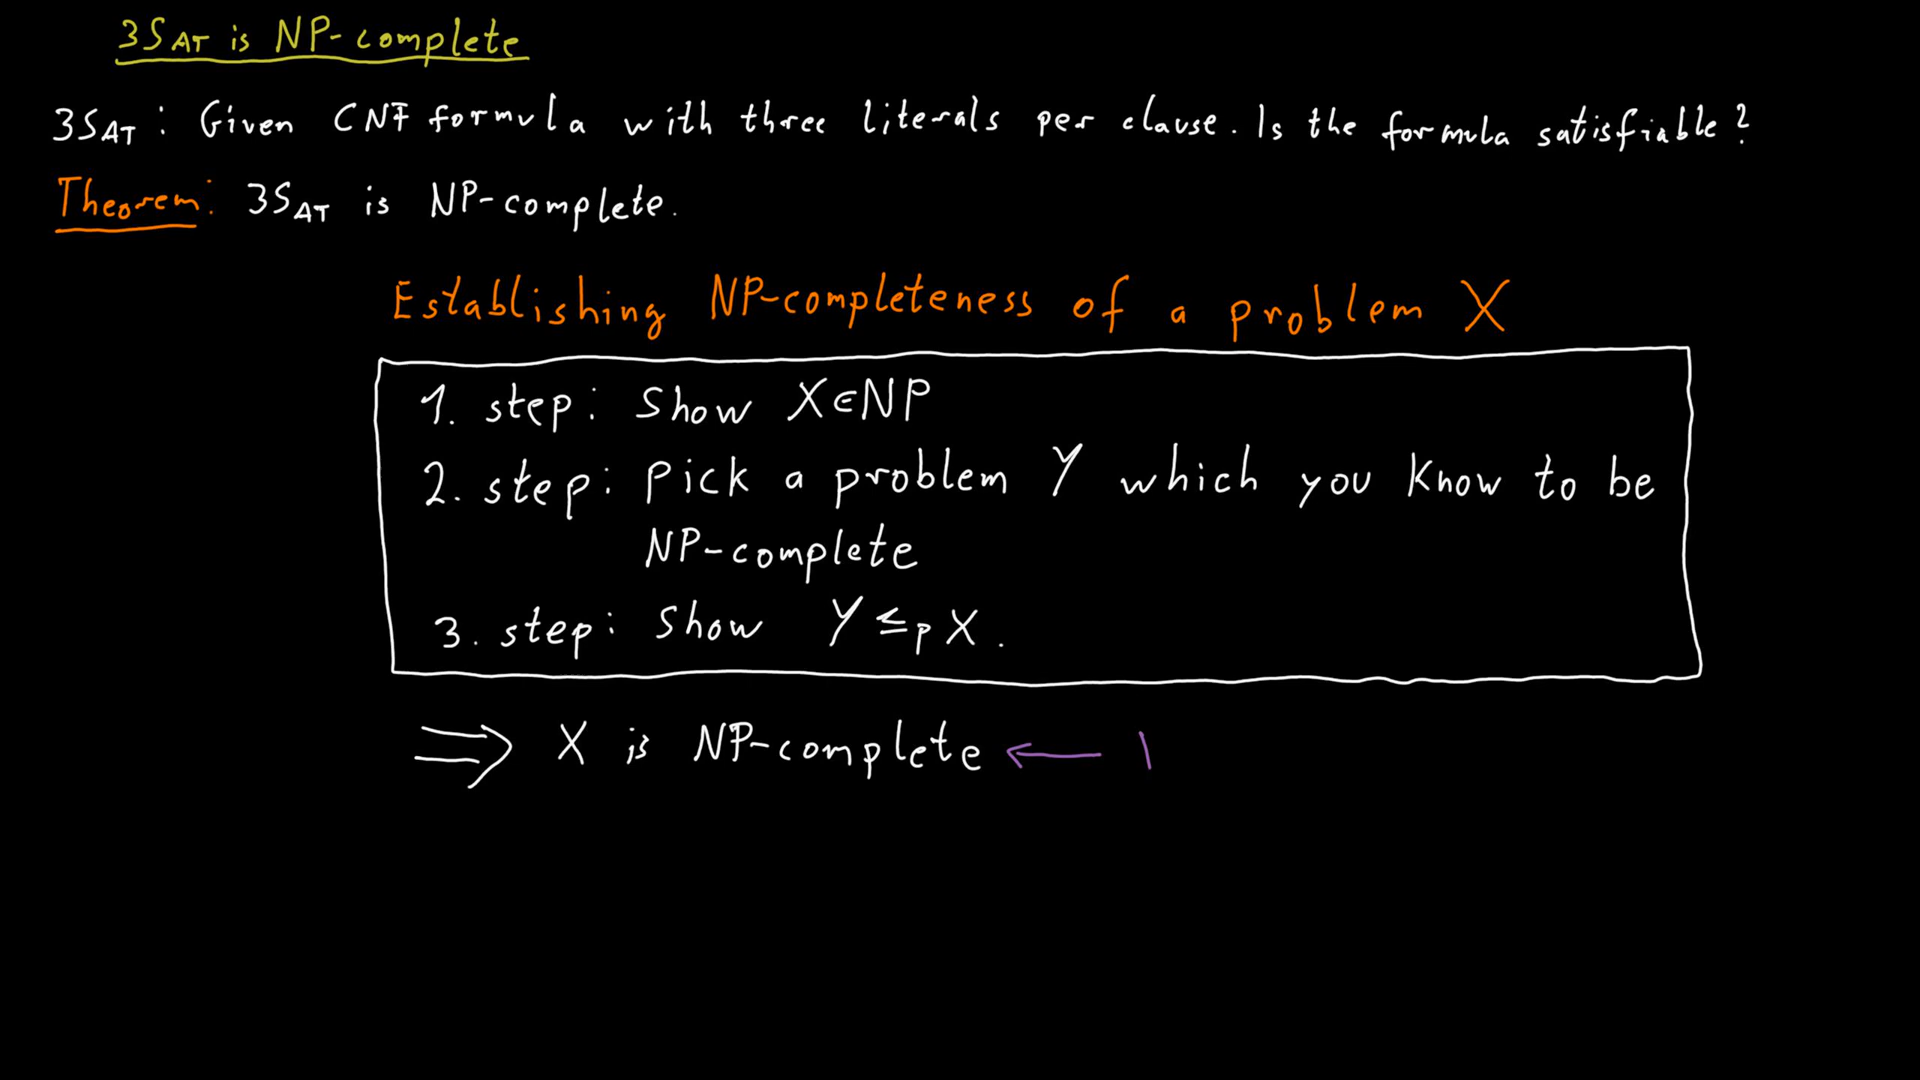 3SAT is NP-complete
3SAT: Given CNF formula with three literals per clause. Is the formula satisfiable?
Theorem: 3SAT is NP-complete.
Establishing NP-completeness of a problem X
1. step: Show X∈NP
2. step: Pick a problem Y which you know to be
NP-complete
3. step: Show Y ≤p X.
⇒ X is NP-complete ←